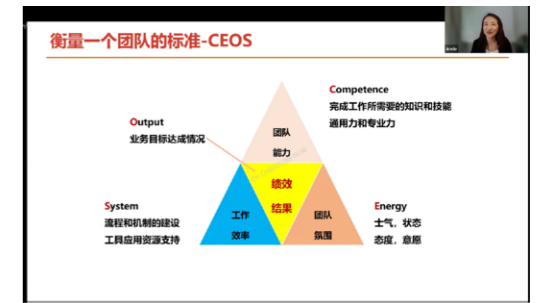 衡量一个团队的标准-CEOS
Competence
完成工作所需要的知识和技能
通用力和专业力
Output
业务目标达成情况
团队
能力
绩效
结果
System
流程和机制的建设
工具应用资源支持
工作
效率
团队
氛围
Energy
士气，状态
态度，意愿